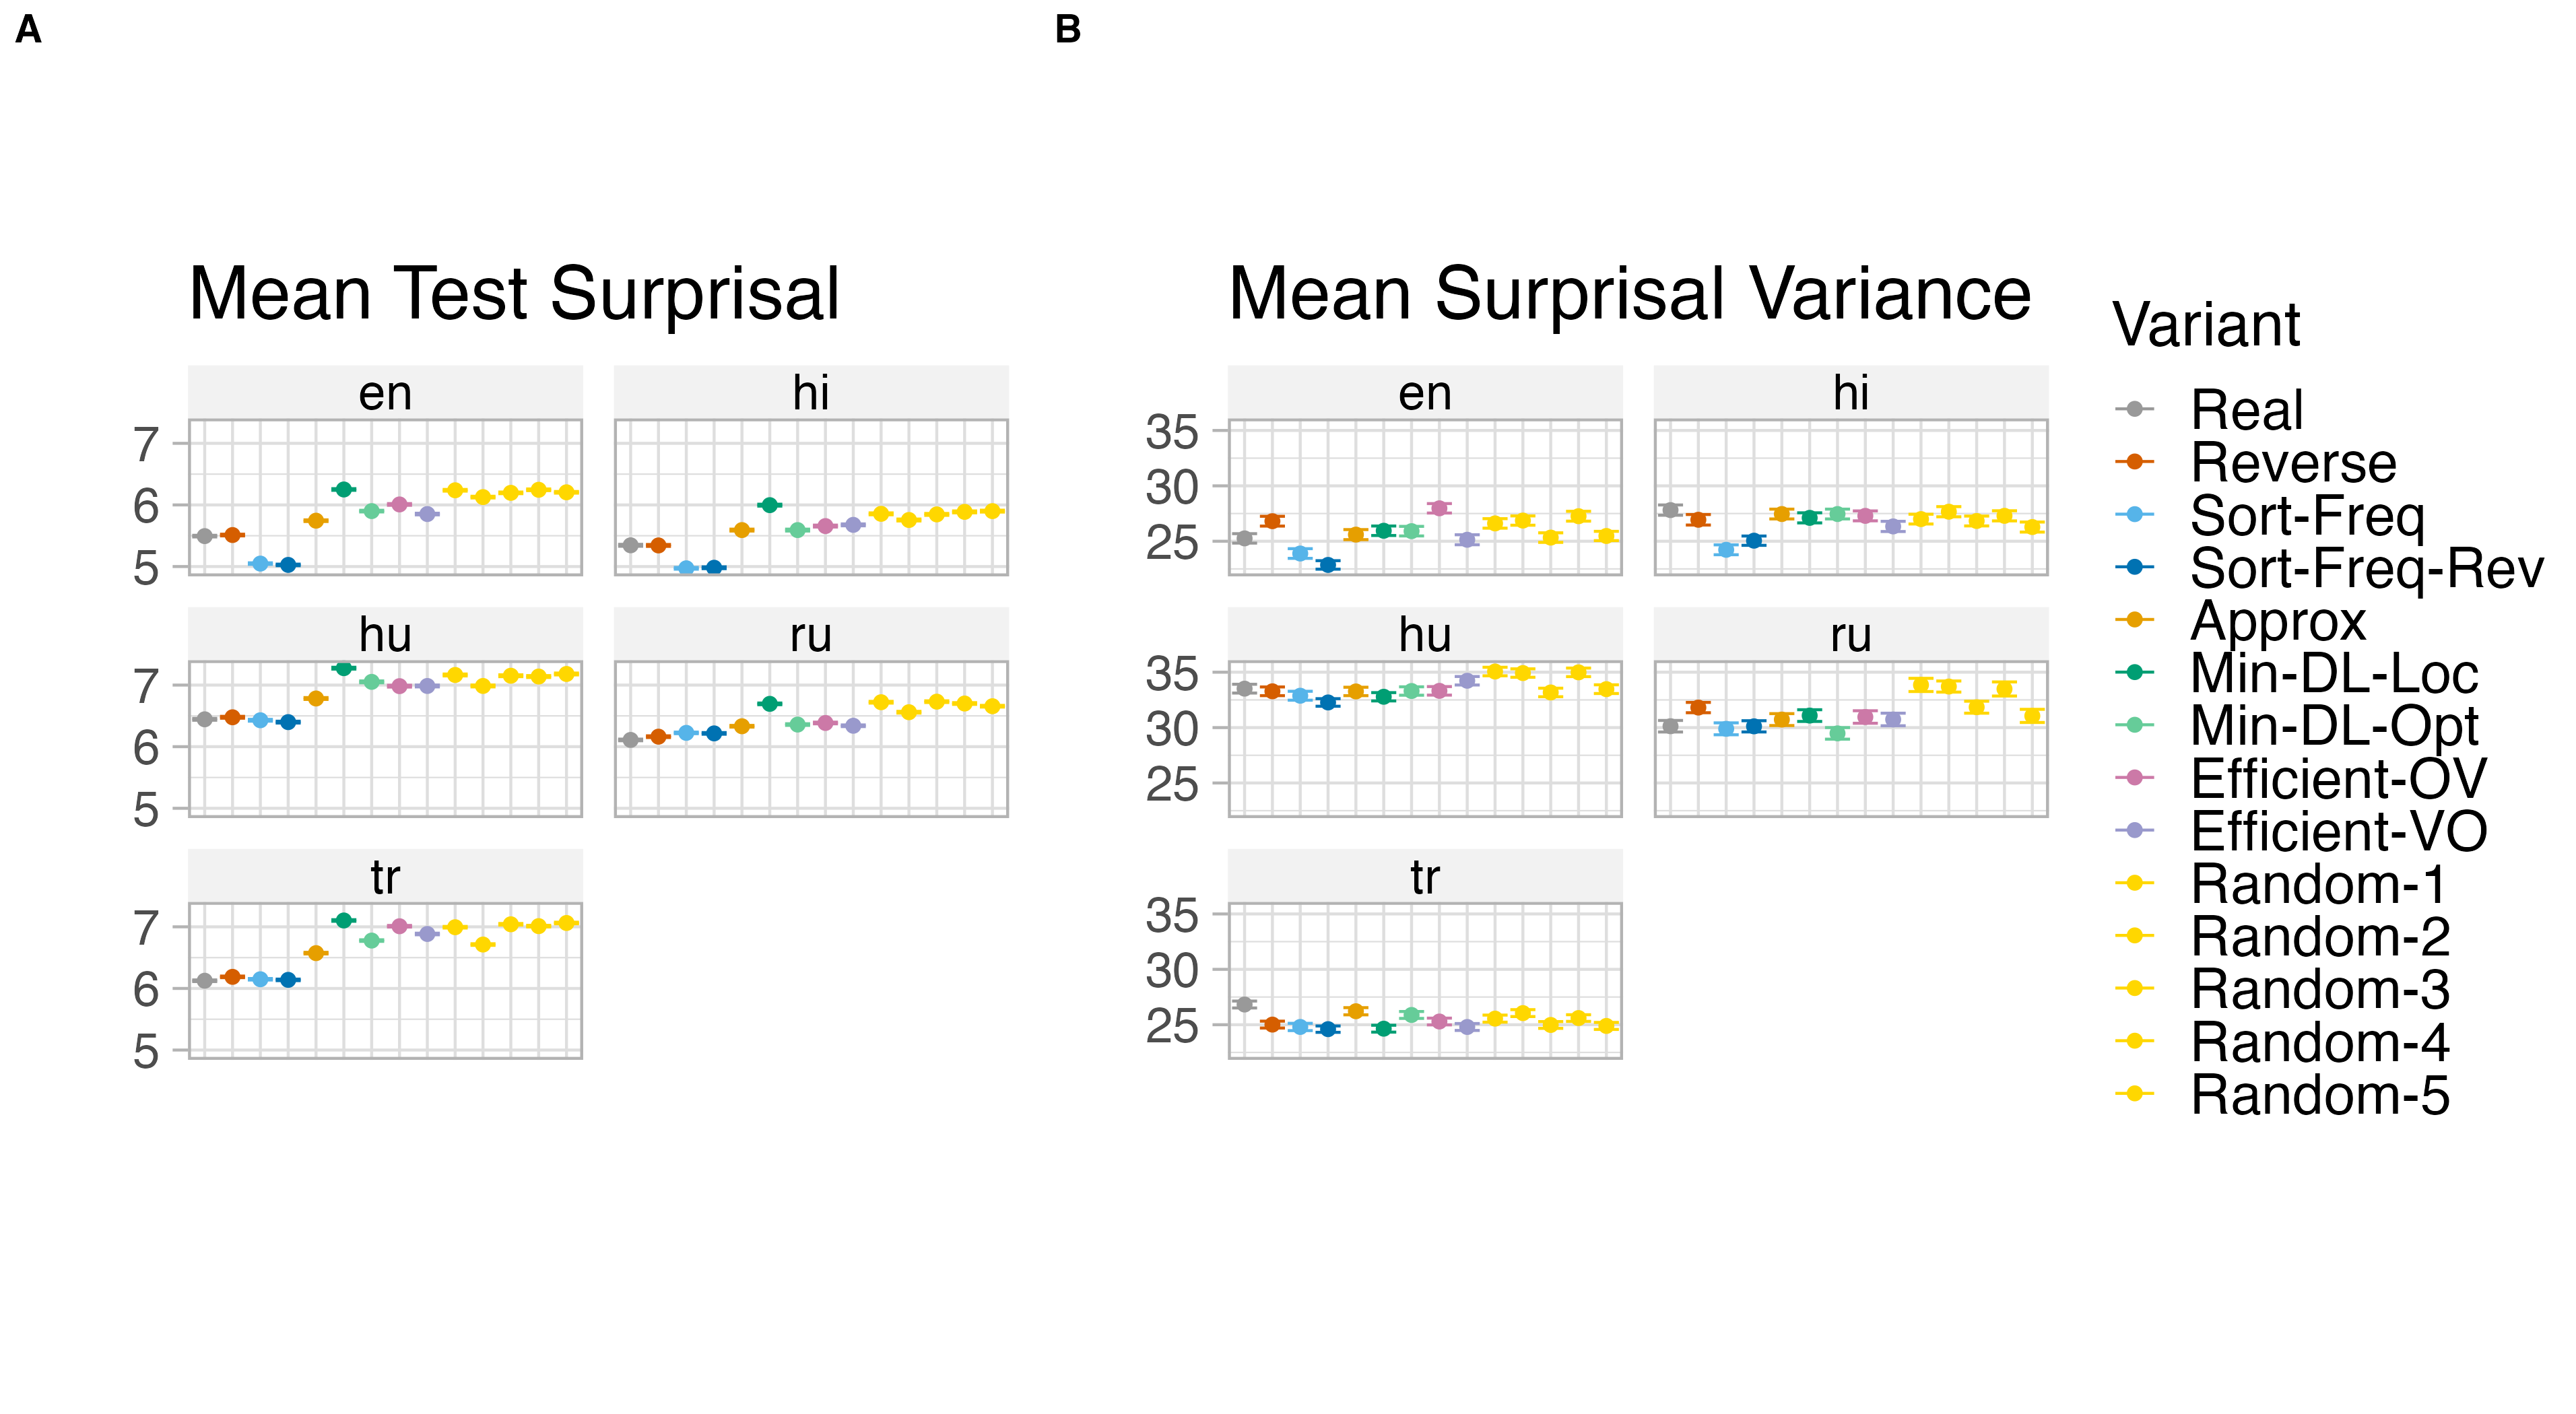 A
B
Mean Test Surprisal
en
hi
7
6
5
hu
ru
7
6
5
tr
7
6
5
Mean Surprisal Variance
en
hi
35
30
25
hu
ru
35
30
25
tr
35
30
25
Variant
Real
Reverse
Sort-Freq
Sort-Freq-Rev
Approx
Min-DL-Loc
Min-DL-Opt
Efficient-OV
Efficient-VO
Random-1
Random-2
Random-3
Random-4
Random-5